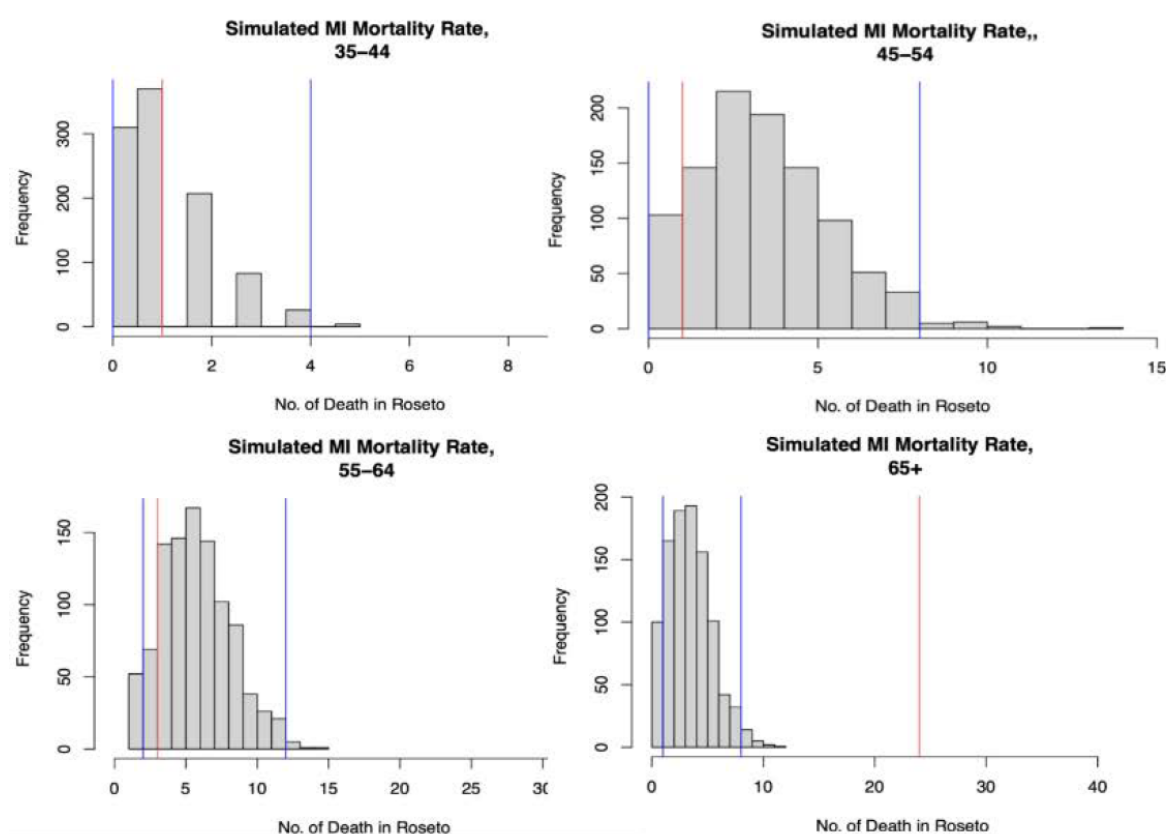 Simulated MI Mortality Rate,
35–44
Frequency
0
100
200
300
0 2 4 6 8
No. of Death in Roseto
Simulated MI Mortality Rate,,
45–54
Frequency
0
50
100
150
200
0 5 10 15
No. of Death in Roseto
Simulated MI Mortality Rate,
55–64
Frequency
0
50
100
150
0 5 10 15 20 25
No. of Death in Roseto
Simulated MI Mortality Rate,
65+
Frequency
0
50
100
150
200
0 10 20 30 40
No. of Death in Roseto